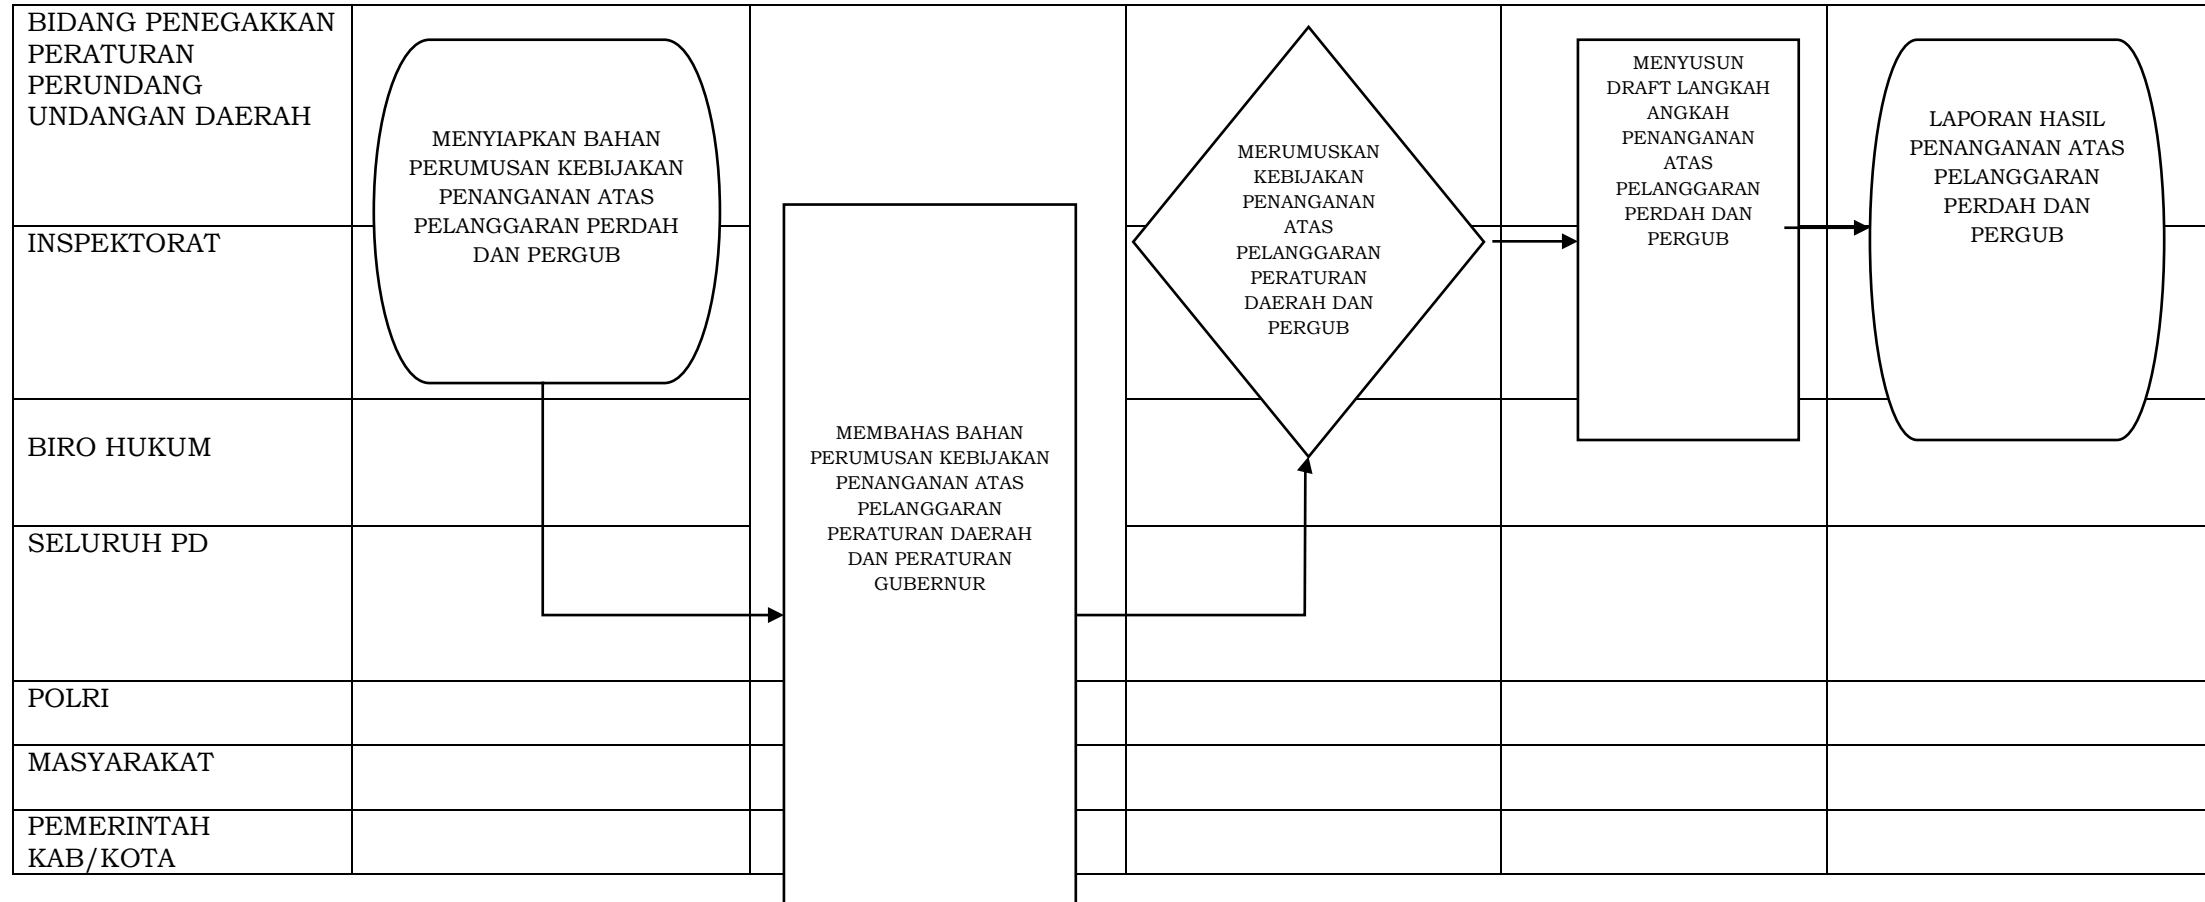 BIDANG PENEGAKKAN
PERATURAN
PERUNDANG
UNDANGAN DAERAH
MENYIAPKAN BAHAN
PERUMUSAN KEBIJAKAN
PENANGANAN ATAS
PELANGGARAN PERDAH
DAN PERGUB
MERUMUSKAN
KEBIJAKAN
PENANGANAN
ATAS
PELANGGARAN
PERATURAN
DAERAH DAN
PERGUB
MENYUSUN
DRAFT LANGKAH
ANGKAH
PENANGANAN
ATAS
PELANGGARAN
PERDAH DAN
PERGUB
LAPORAN HASIL
PENANGANAN ATAS
PELANGGARAN
PERDAH DAN
PERGUB
INSPEKTORAT
BIRO HUKUM
MEMBAHAS BAHAN
PERUMUSAN KEBIJAKAN
PENANGANAN ATAS
PELANGGARAN
PERATURAN DAERAH
DAN PERATURAN
GUBERNUR
SELURUH PD
POLRI
MASYARAKAT
PEMERINTAH
KAB/KOTA